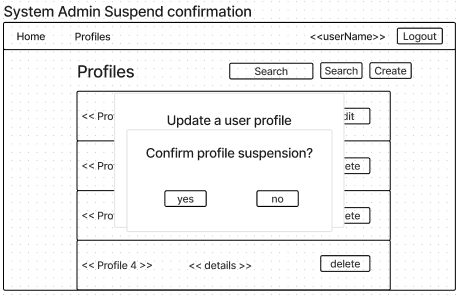 System Admin Suspend confirmation
Home Profiles <<userName>> Logout
Profiles Search Search Create
<< Pro dit
Update a user profile
Confirm profile suspension?
<< Pro ete
yes no
<< Pro ete
<< Profile 4 >> << details >> delete